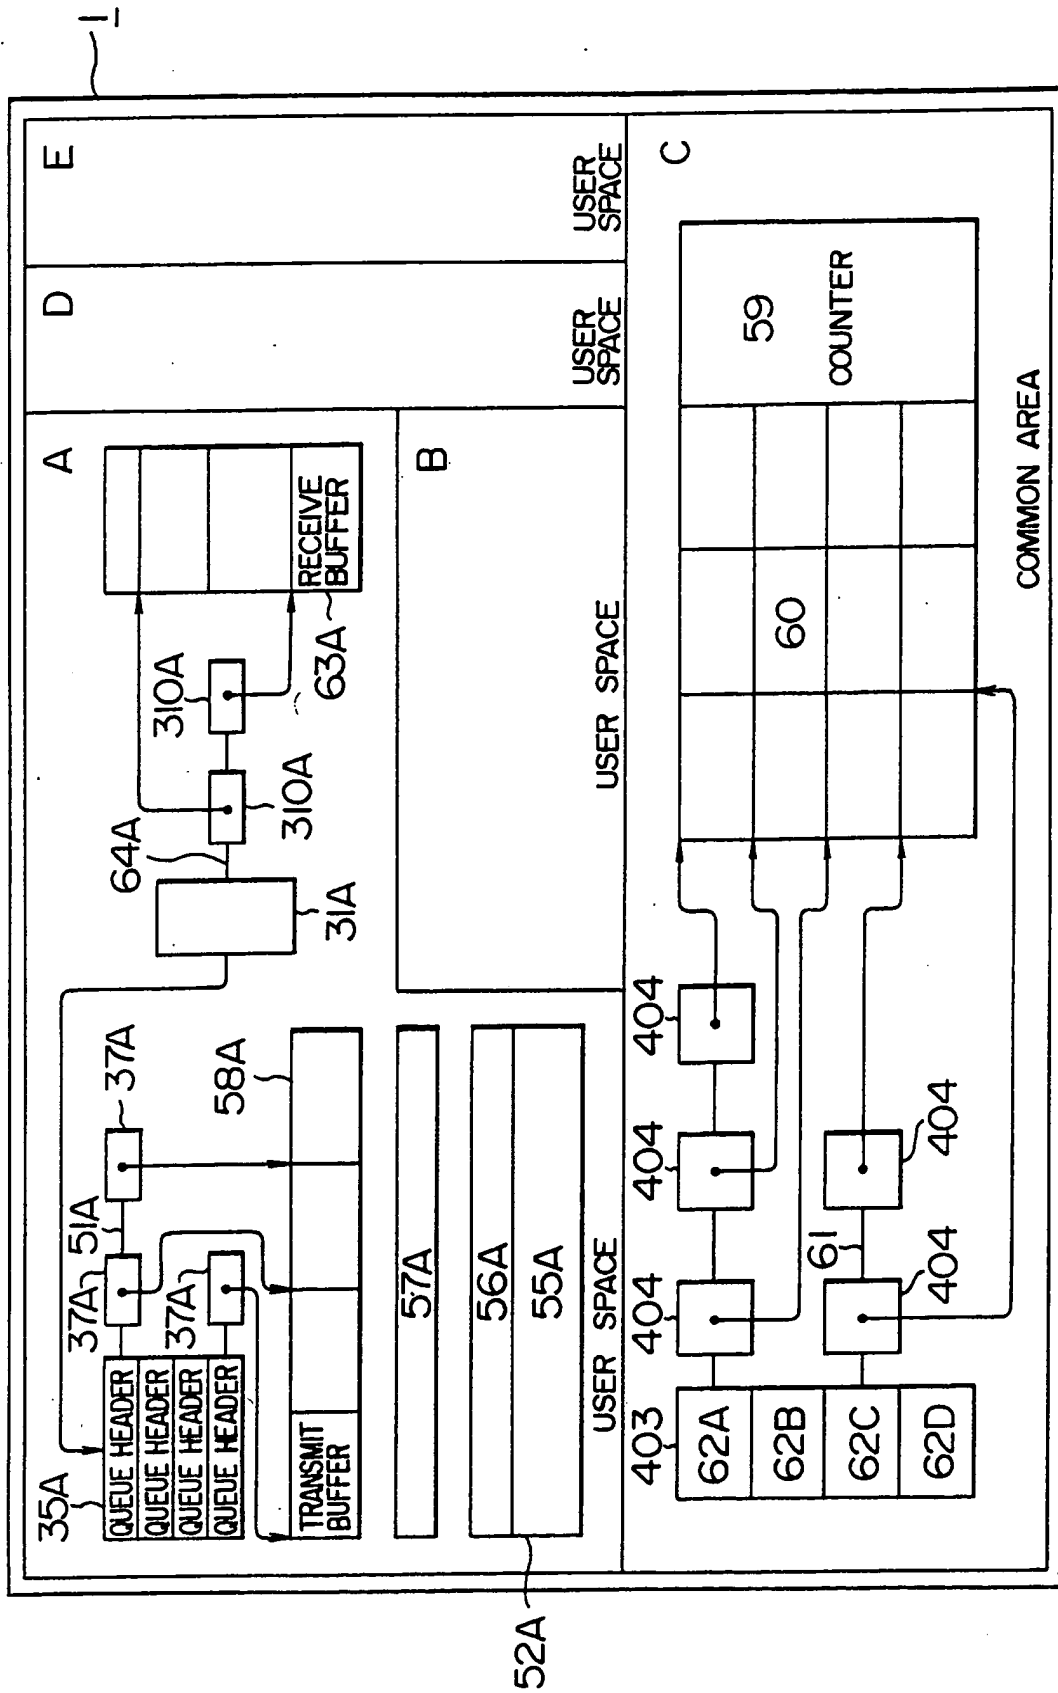 1
A
D
E
35A
QUEUE HEADER
QUEUE HEADER
QUEUE HEADER
QUEUE HEADER
37A
51A
37A
37A
TRANSMIT
BUFFER
58A
57A
56A
55A
52A
USER SPACE
64A
31A
310A
310A
63A
RECEIVE
BUFFER
B
USER SPACE
USER
SPACE
USER
SPACE
C
403
62A
62B
62C
62D
404
404
404
61
404
404
60
59
COUNTER
COMMON AREA